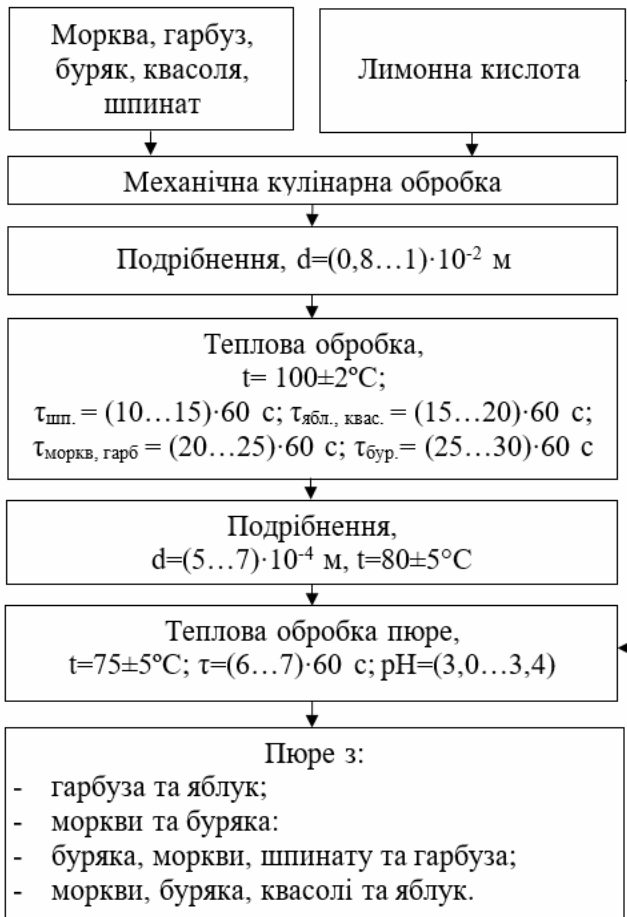 Морква, гарбуз,
буряк, квасоля,
шпинат
Лимонна кислота
Механічна кулінарна обробка
Подрібнення, d=(0,8…1)·10⁻² м
Теплова обробка,
t= 100±2ºC;
τшп. = (10…15)·60 с; τябл., квас. = (15…20)·60 с;
τморкв, гарб = (20…25)·60 с; τбур.= (25…30)·60 с
Подрібнення,
d=(5…7)·10⁻⁴ м, t=80±5°C
Теплова обробка пюре,
t=75±5ºC; τ=(6…7)·60 с; pH=(3,0…3,4)
Пюре з:
- гарбуза та яблук;
- моркви та буряка:
- буряка, моркви, шпинату та гарбуза;
- моркви, буряка, квасолі та яблук.